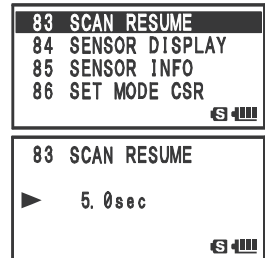 83 SCAN RESUME
84 SENSOR DISPLAY
85 SENSOR INFO
86 SET MODE CSR
S
83 SCAN RESUME
5.0sec
S